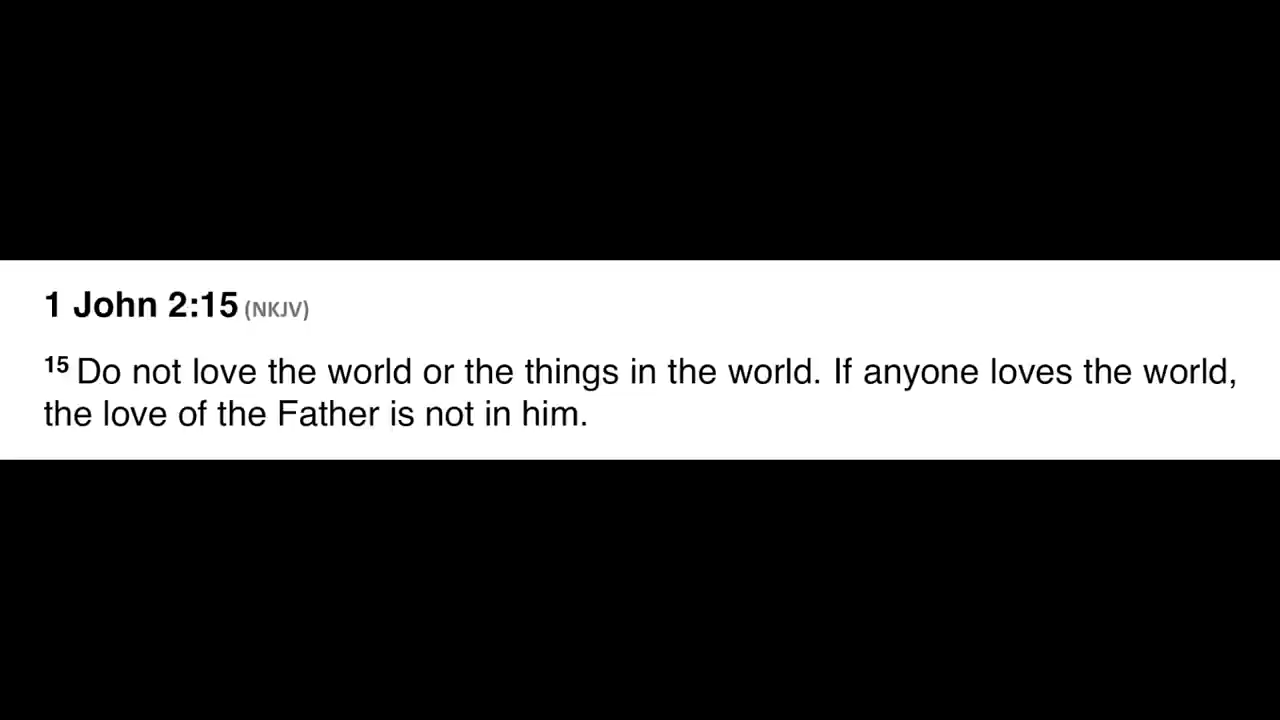 1 John 2:15 (NKJV)
15 Do not love the world or the things in the world. If anyone loves the world,
the love of the Father is not in him.